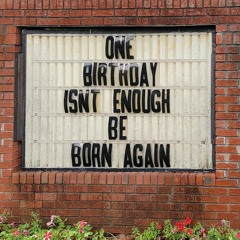 ONE
BIRTHDAY
ISNT ENOUGH
BE
BORN AGAIN